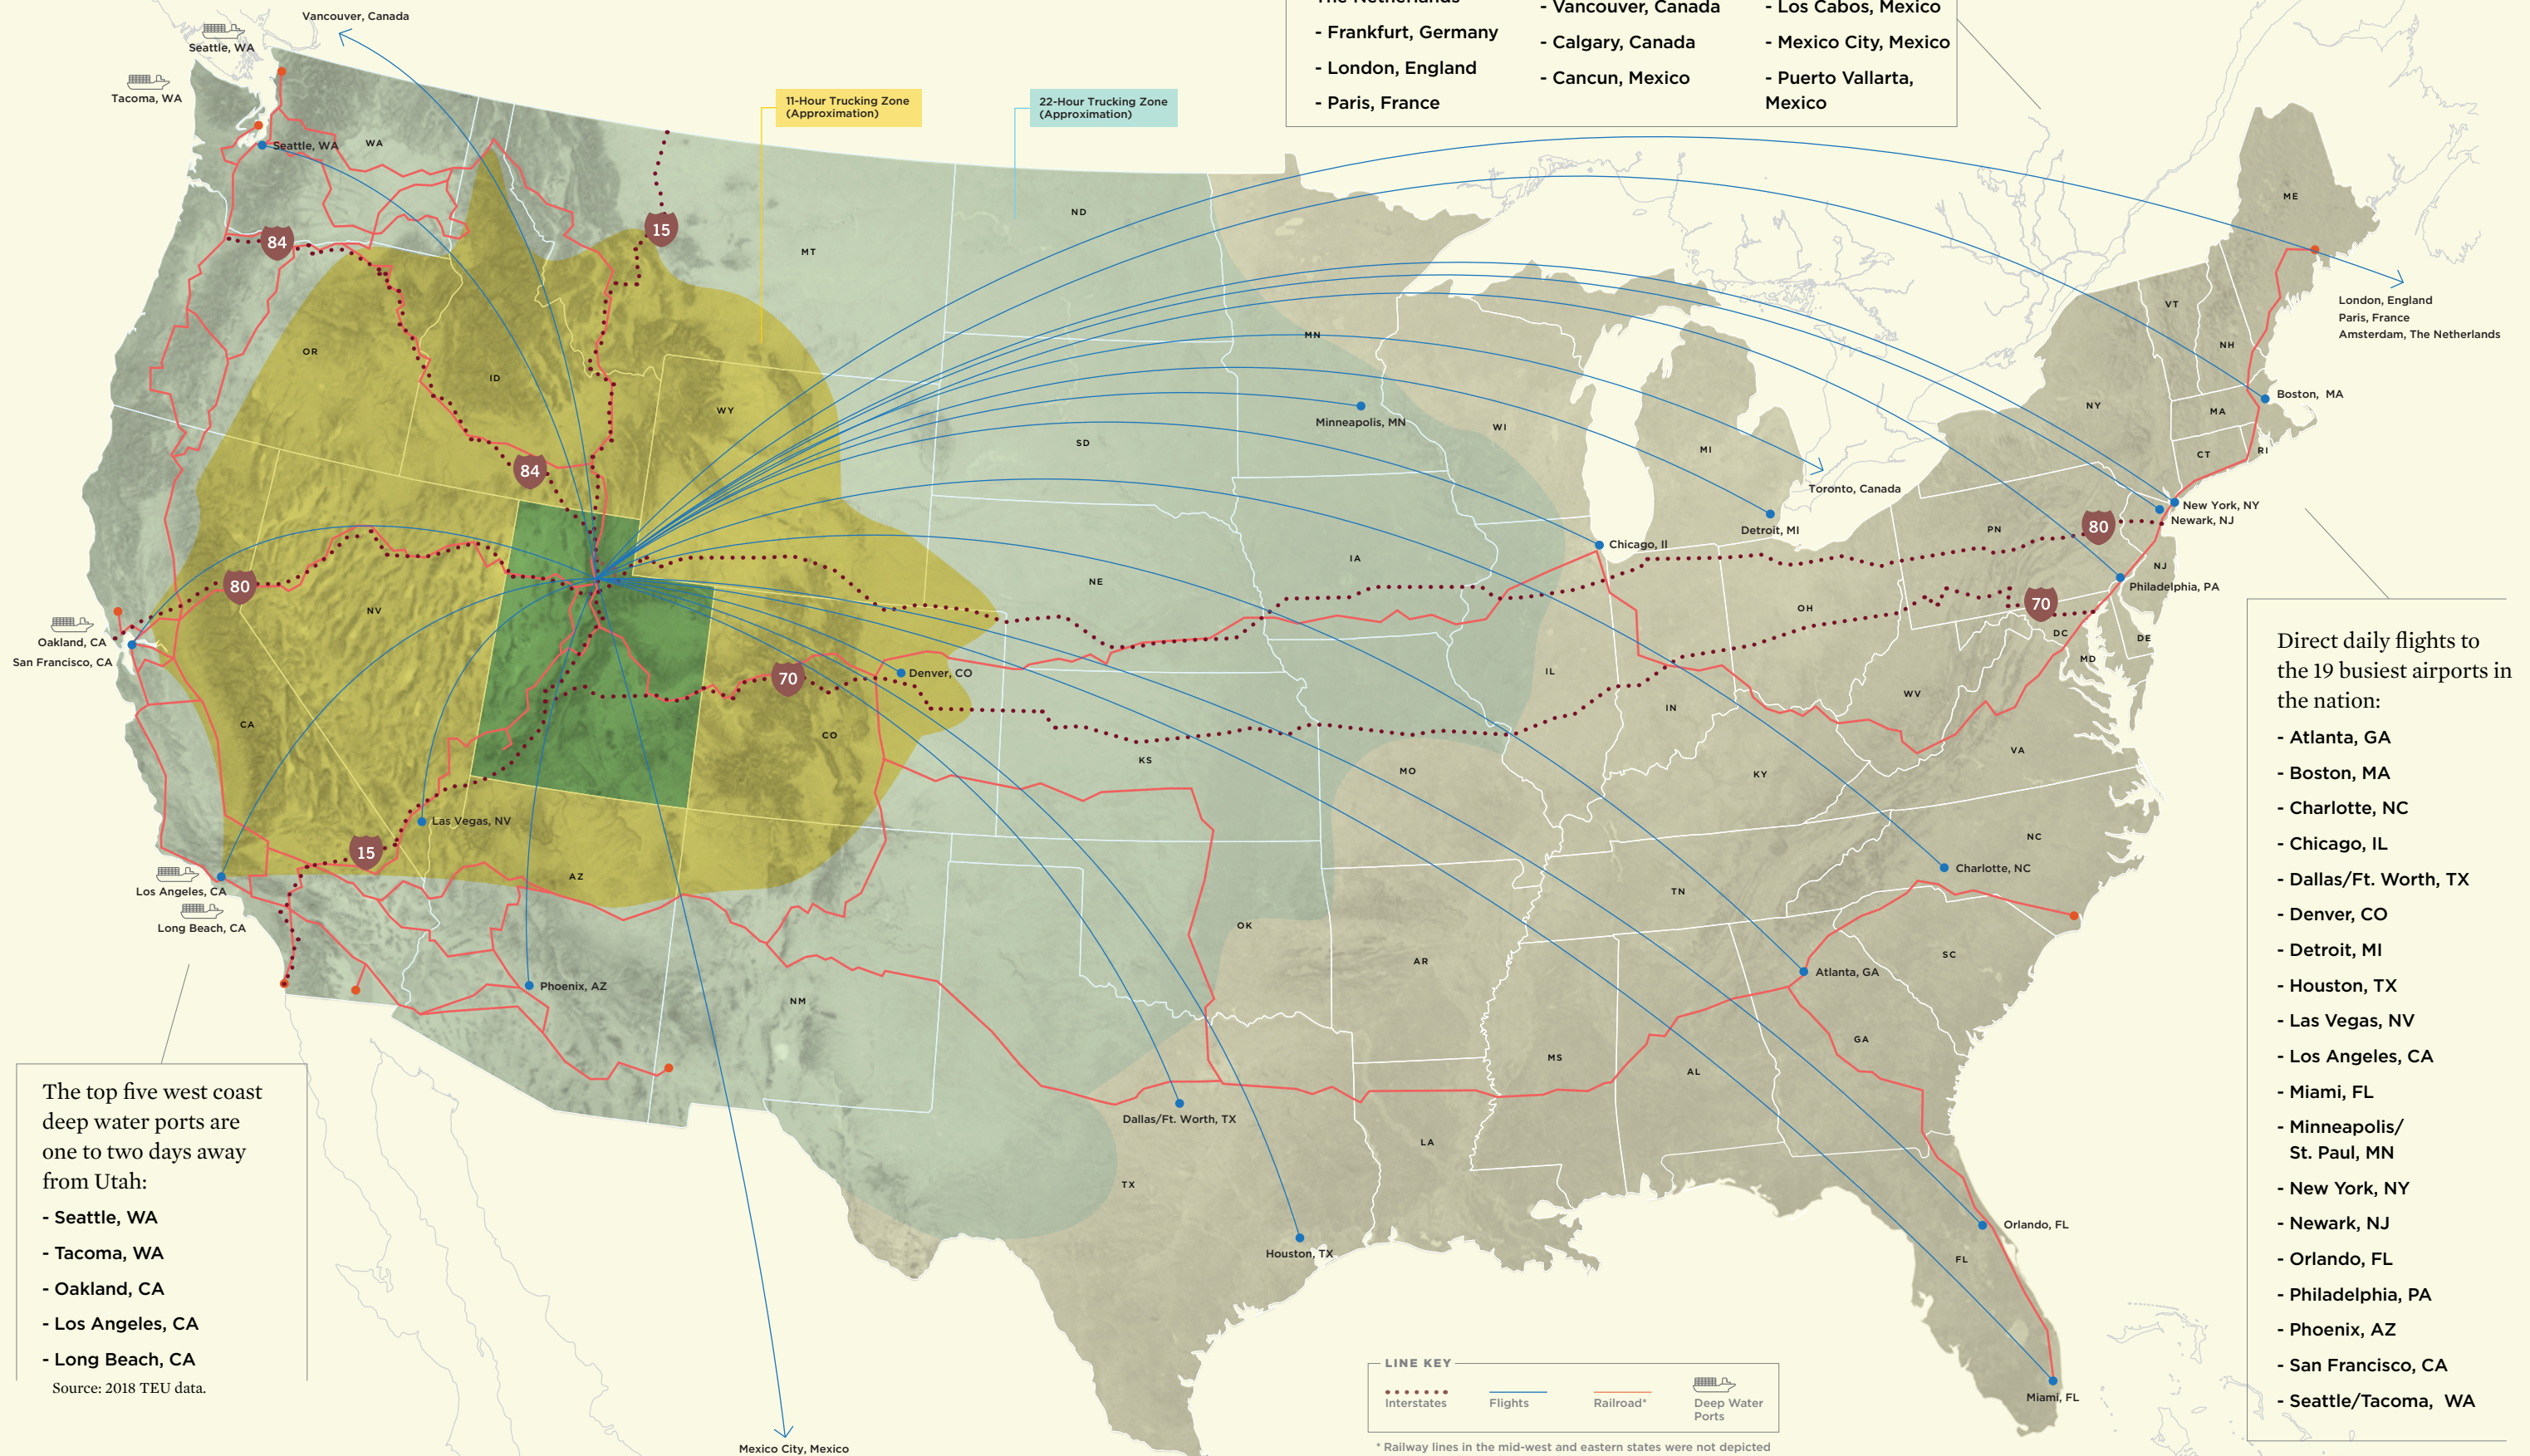 The Netherlands
- Frankfurt, Germany
- London, England
- Paris, France
- Vancouver, Canada
- Calgary, Canada
- Cancun, Mexico
- Los Cabos, Mexico
- Mexico City, Mexico
- Puerto Vallarta,
Mexico
Vancouver, Canada
Seattle, WA
Tacoma, WA
Seattle, WA
11-Hour Trucking Zone
(Approximation)
22-Hour Trucking Zone
(Approximation)
WA
84
15
MT
ND
MN
ME
VT
NH
London, England
Paris, France
Amsterdam, The Netherlands
OR
ID
WY
SD
Minneapolis, MN
WI
MI
NY
MA
Boston, MA
CT
RI
84
Toronto, Canada
Detroit, MI
Chicago, Il
New York, NY
Newark, NJ
80
PN
NJ
Philadelphia, PA
80
NV
NE
IA
OH
70
DC
DE
MD
Oakland, CA
San Francisco, CA
CA
70
Denver, CO
CO
KS
MO
IL
IN
WV
KY
VA
Las Vegas, NV
15
AZ
Los Angeles, CA
Long Beach, CA
Phoenix, AZ
NM
OK
AR
TN
NC
Charlotte, NC
SC
Atlanta, GA
GA
MS
AL
LA
Dallas/Ft. Worth, TX
TX
Houston, TX
Orlando, FL
FL
Miami, FL
Mexico City, Mexico
The top five west coast
deep water ports are
one to two days away
from Utah:
- Seattle, WA
- Tacoma, WA
- Oakland, CA
- Los Angeles, CA
- Long Beach, CA
Source: 2018 TEU data.
LINE KEY
Interstates
Flights
Railroad*
Deep Water
Ports
* Railway lines in the mid-west and eastern states were not depicted
Direct daily flights to
the 19 busiest airports in
the nation:
- Atlanta, GA
- Boston, MA
- Charlotte, NC
- Chicago, IL
- Dallas/Ft. Worth, TX
- Denver, CO
- Detroit, MI
- Houston, TX
- Las Vegas, NV
- Los Angeles, CA
- Miami, FL
- Minneapolis/
St. Paul, MN
- New York, NY
- Newark, NJ
- Orlando, FL
- Philadelphia, PA
- Phoenix, AZ
- San Francisco, CA
- Seattle/Tacoma, WA